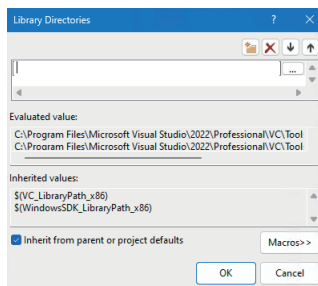 Library Directories
...
Evaluated value:
C:\Program Files\Microsoft Visual Studio\2022\Professional\VC\Tool
C:\Program Files\Microsoft Visual Studio\2022\Professional\VC\Tool
Inherited values:
$(VC_LibraryPath_x86)
$(WindowsSDK_LibraryPath_x86)
Inherit from parent or project defaults
Macros>>
OK
Cancel